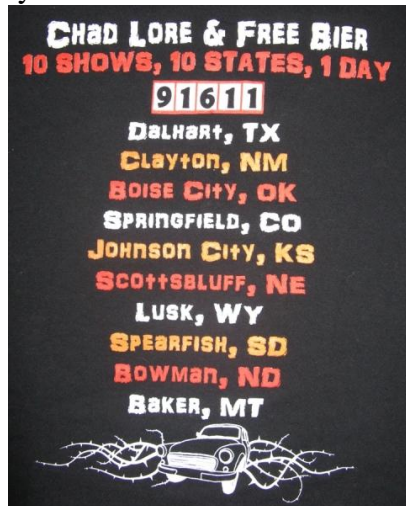 Chad Lore & Free Bier
10 Shows, 10 States, 1 Day
91611
Dalhart, TX
Clayton, NM
Boise City, OK
Springfield, CO
Johnson City, KS
Scottsbluff, NE
Lusk, WY
Spearfish, SD
Bowman, ND
Baker, MT